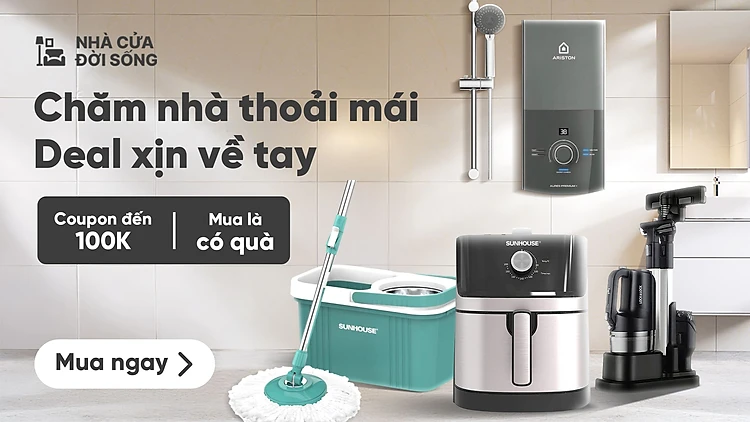 NHÀ CỬA
ĐỜI SỐNG
Chăm nhà thoải mái
Deal xịn về tay
Coupon đến
100K
Mua là
có quà
Mua ngay
ARISTON
38
SUNHOUSE
SUNHOUSE